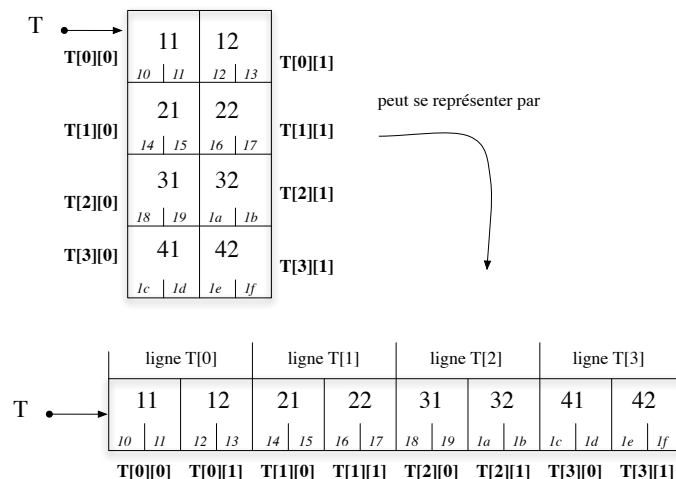 T
11 12
T[0][0] 10 11 12 13 T[0][1]
peut se représenter par
21 22
T[1][0] 14 15 16 17 T[1][1]
31 32
T[2][0] 18 19 1a 1b T[2][1]
41 42
T[3][0] 1c 1d 1e 1f T[3][1]
ligne T[0] ligne T[1] ligne T[2] ligne T[3]
T 11 12 21 22 31 32 41 42
10 11 12 13 14 15 16 17 18 19 1a 1b 1c 1d 1e 1f
T[0][0] T[0][1] T[1][0] T[1][1] T[2][0] T[2][1] T[3][0] T[3][1]